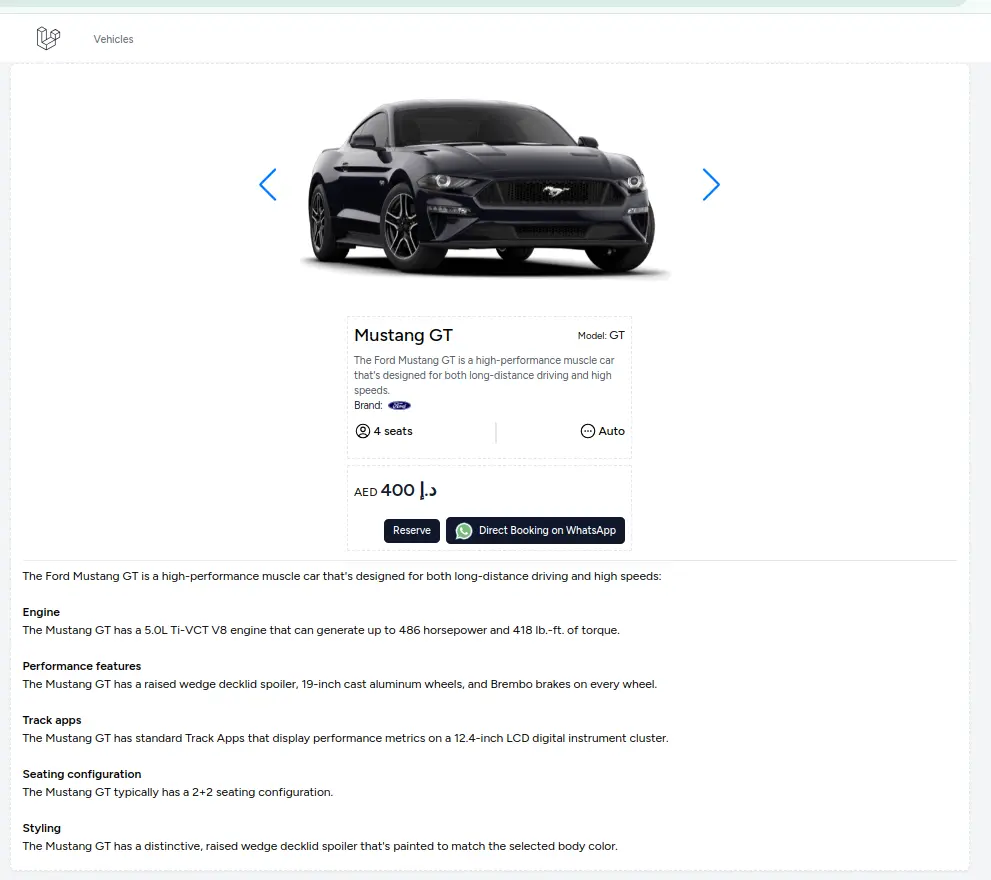 Vehicles
Mustang GT
Model: GT
The Ford Mustang GT is a high-performance muscle car
that's designed for both long-distance driving and high
speeds.
Brand: Ford
4 seats
Auto
AED 400 د.إ
Reserve
Direct Booking on WhatsApp
The Ford Mustang GT is a high-performance muscle car that's designed for both long-distance driving and high speeds:
Engine
The Mustang GT has a 5.0L Ti-VCT V8 engine that can generate up to 486 horsepower and 418 lb.-ft. of torque.
Performance features
The Mustang GT has a raised wedge decklid spoiler, 19-inch cast aluminum wheels, and Brembo brakes on every wheel.
Track apps
The Mustang GT has standard Track Apps that display performance metrics on a 12.4-inch LCD digital instrument cluster.
Seating configuration
The Mustang GT typically has a 2+2 seating configuration.
Styling
The Mustang GT has a distinctive, raised wedge decklid spoiler that's painted to match the selected body color.